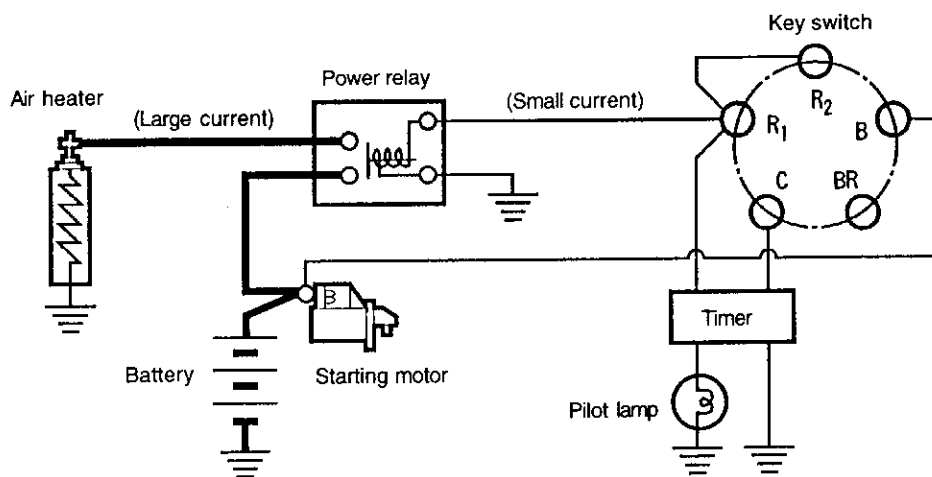 Key switch
Power relay
Air heater
(Large current)
(Small current)
R2
R1
B
C
BR
B
Timer
Battery
Starting motor
Pilot lamp